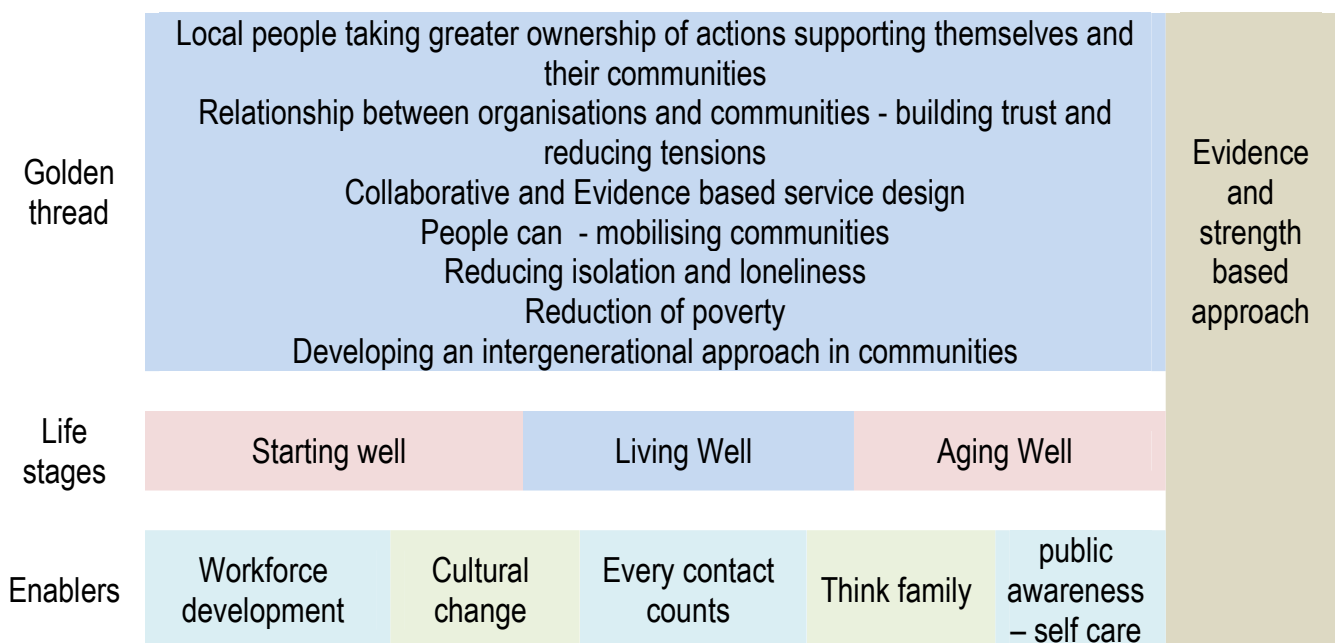 Golden
thread
Local people taking greater ownership of actions supporting themselves and
their communities
Relationship between organisations and communities - building trust and
reducing tensions
Collaborative and Evidence based service design
People can  - mobilising communities
Reducing isolation and loneliness
Reduction of poverty
Developing an intergenerational approach in communities
Evidence
and
strength
based
approach
Life
stages
Starting well
Living Well
Aging Well
Enablers
Workforce
development
Cultural
change
Every contact
counts
Think family
public
awareness
– self care